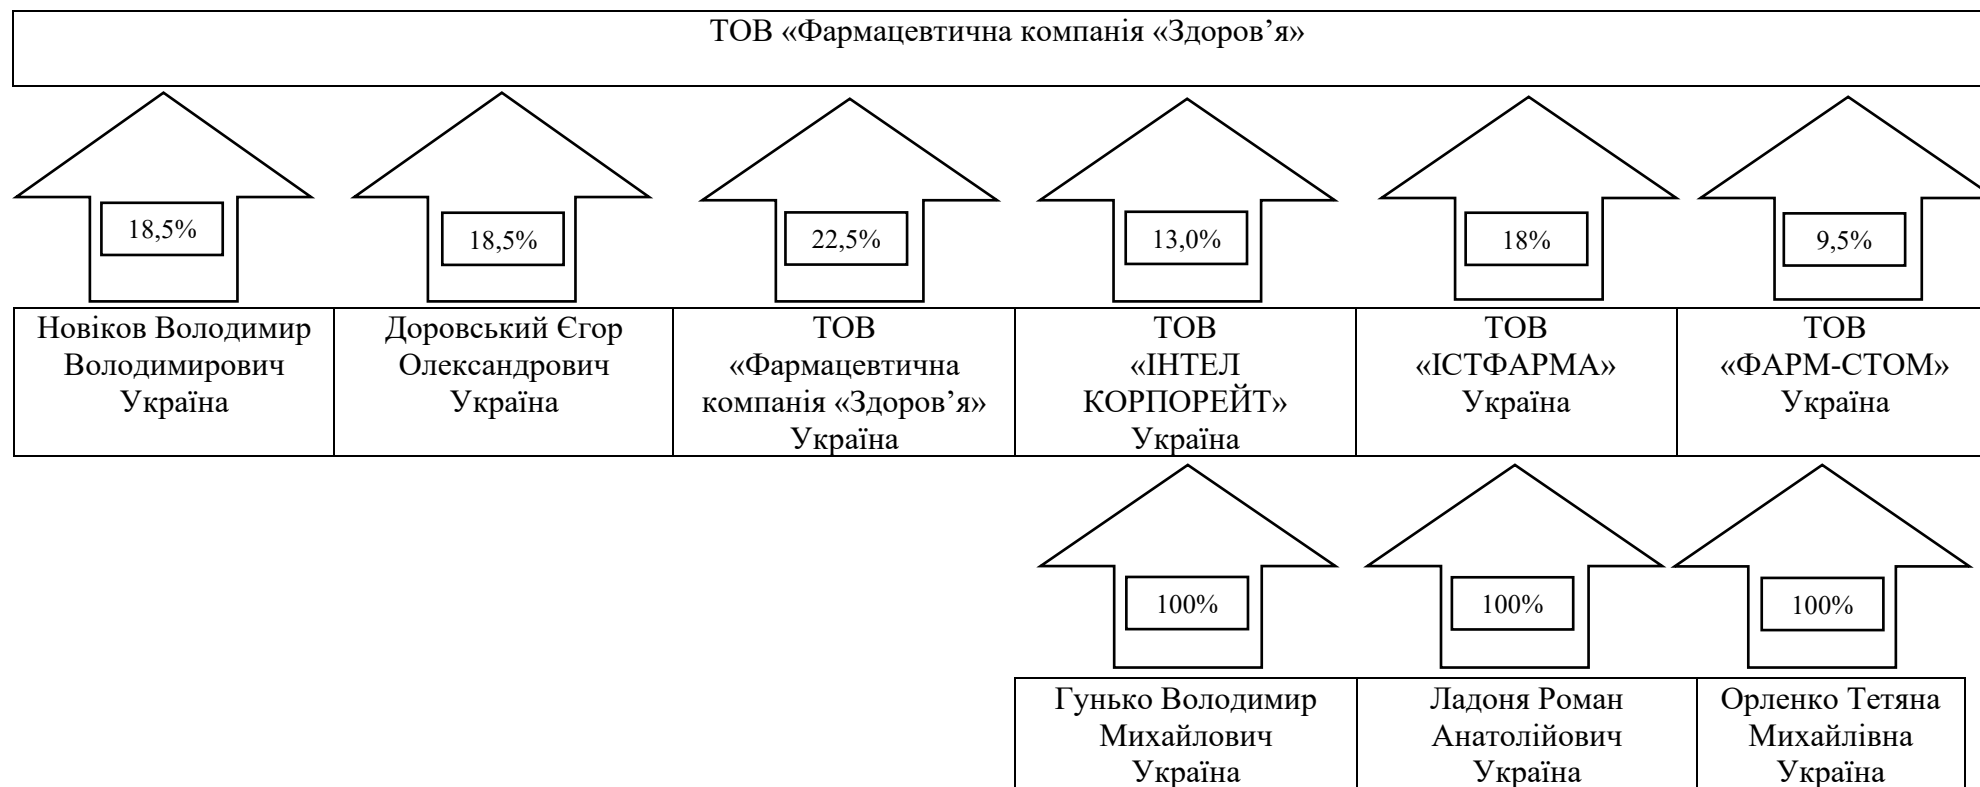 ТОВ «Фармацевтична компанія «Здоров’я»
18,5%
18,5%
22,5%
13,0%
18%
9,5%
Новіков Володимир
Володимирович
Україна
Доровський Єгор
Олександрович
Україна
ТОВ
«Фармацевтична
компанія «Здоров’я»
Україна
ТОВ
«ІНТЕЛ
КОРПОРЕЙТ»
Україна
ТОВ
«ІСТФАРМА»
Україна
ТОВ
«ФАРМ-СТОМ»
Україна
100%
100%
100%
Гунько Володимир
Михайлович
Україна
Ладоня Роман
Анатолійович
Україна
Орленко Тетяна
Михайлівна
Україна